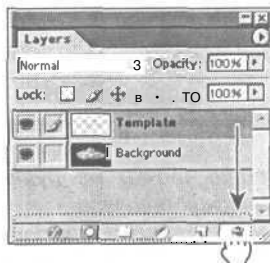 Layers
Normal 3 Opacity: 100%
Lock: в · . TO 100%
Template
Background